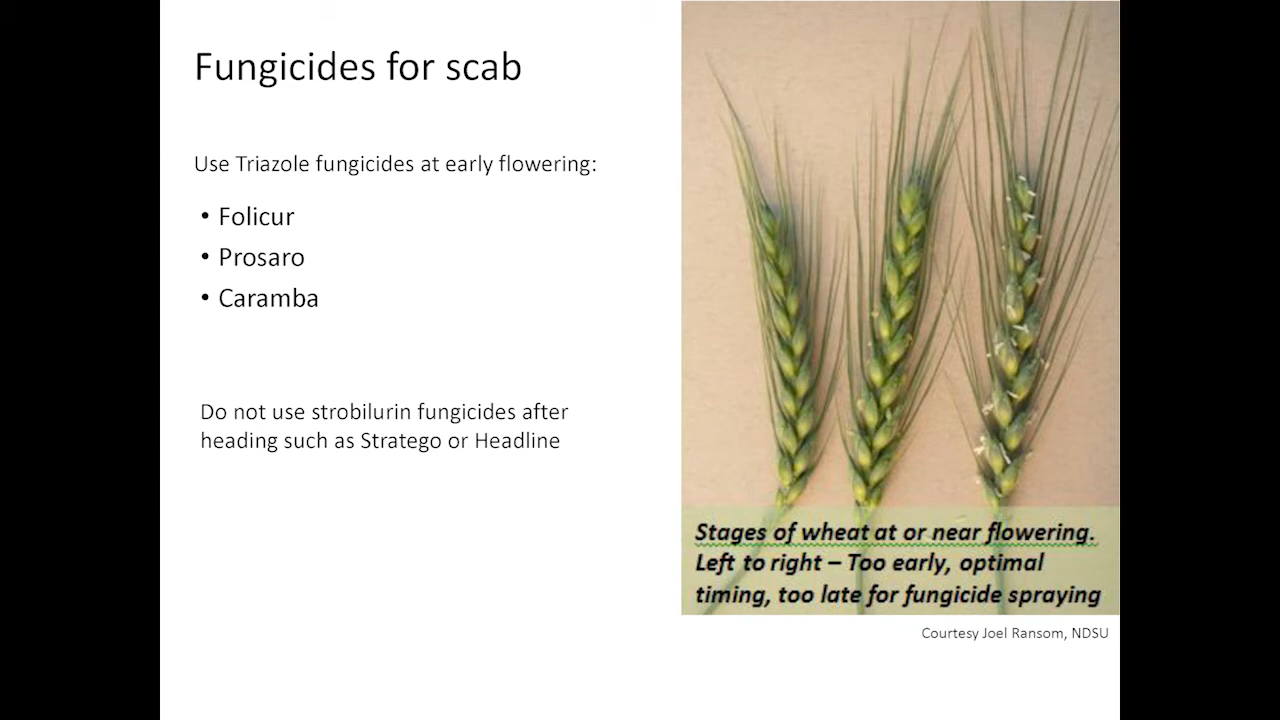 Fungicides for scab
Use Triazole fungicides at early flowering:
• Folicur
• Prosaro
• Caramba
Do not use strobilurin fungicides after
heading such as Stratego or Headline
Stages of wheat at or near flowering.
Left to right – Too early, optimal
timing, too late for fungicide spraying
Courtesy Joel Ransom, NDSU